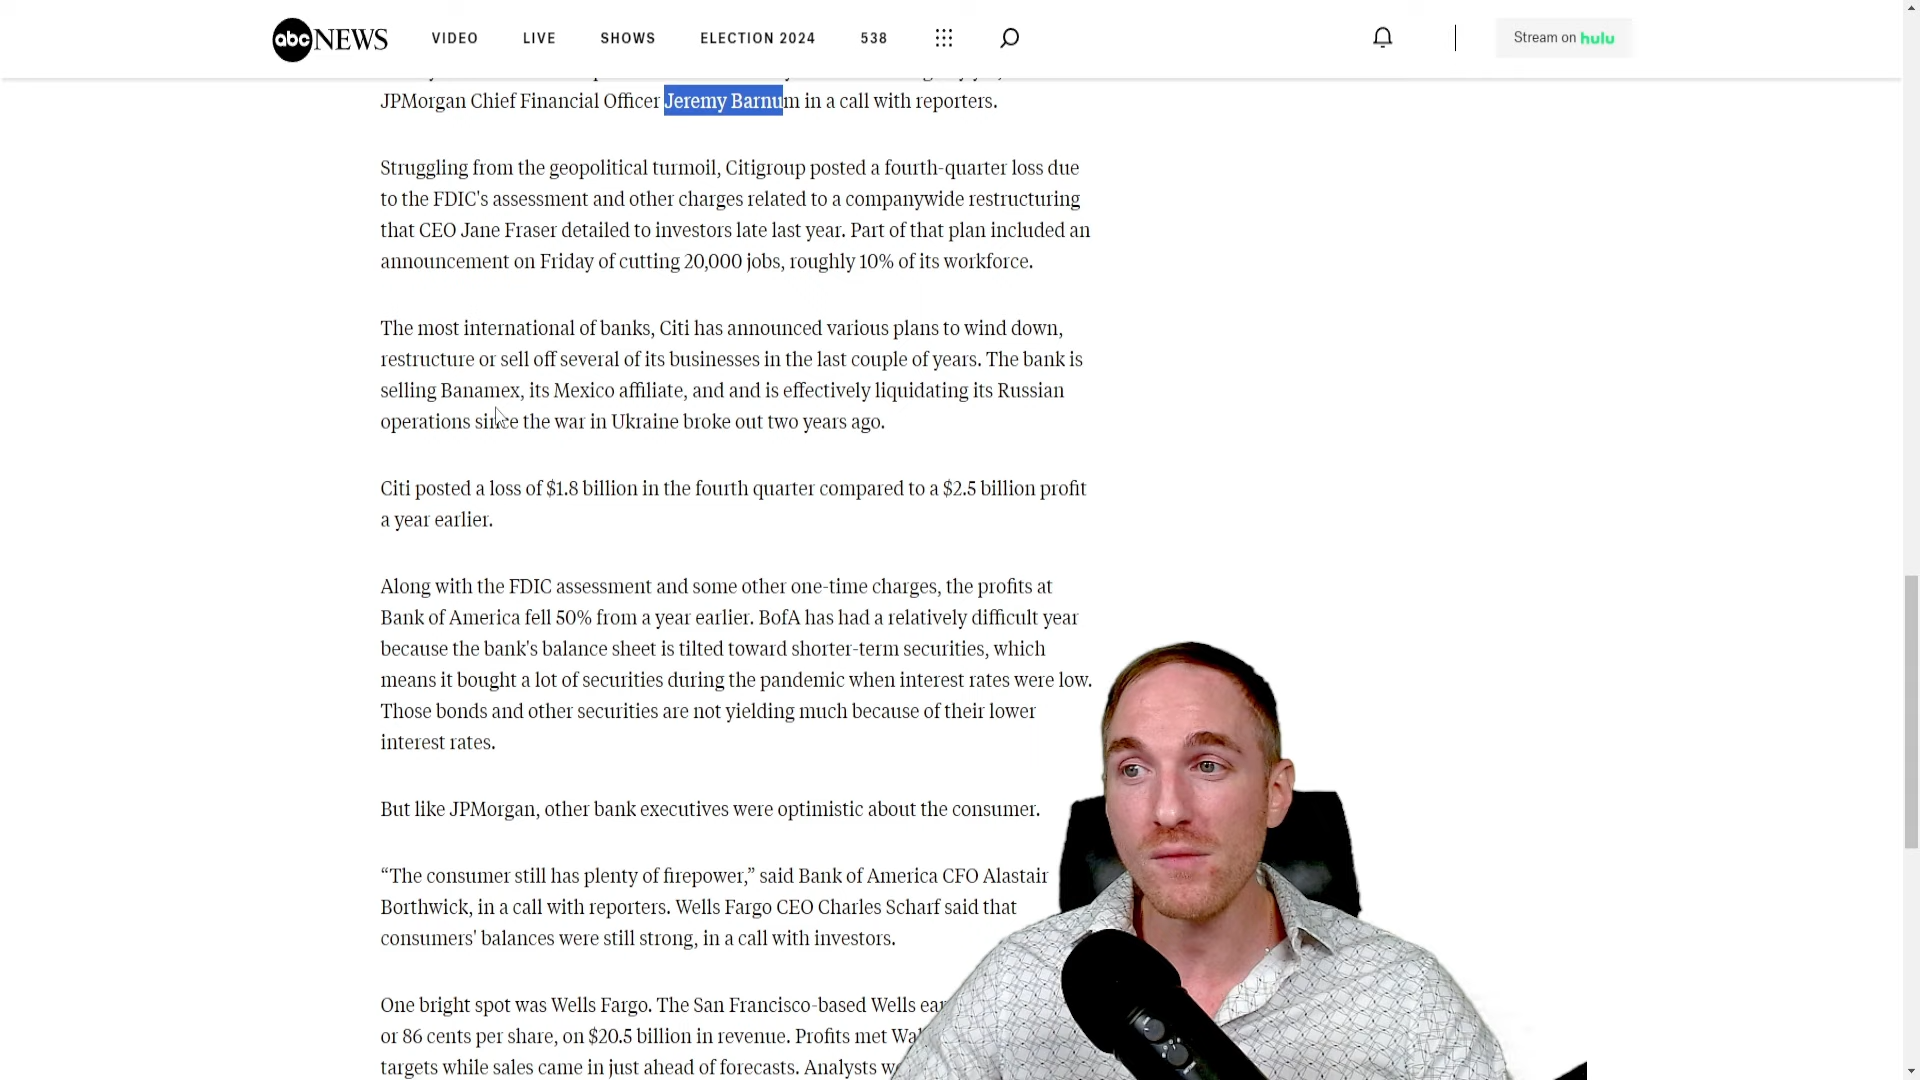 abc NEWS VIDEO LIVE SHOWS ELECTION 2024 538 Stream on hulu
JPMorgan Chief Financial Officer Jeremy Barnum in a call with reporters.
Struggling from the geopolitical turmoil, Citigroup posted a fourth-quarter loss due
to the FDIC's assessment and other charges related to a companywide restructuring
that CEO Jane Fraser detailed to investors late last year. Part of that plan included an
announcement on Friday of cutting 20,000 jobs, roughly 10% of its workforce.
The most international of banks, Citi has announced various plans to wind down,
restructure or sell off several of its businesses in the last couple of years. The bank is
selling Banamex, its Mexico affiliate, and and is effectively liquidating its Russian
operations since the war in Ukraine broke out two years ago.
Citi posted a loss of $1.8 billion in the fourth quarter compared to a $2.5 billion profit
a year earlier.
Along with the FDIC assessment and some other one-time charges, the profits at
Bank of America fell 50% from a year earlier. BofA has had a relatively difficult year
because the bank's balance sheet is tilted toward shorter-term securities, which
means it bought a lot of securities during the pandemic when interest rates were low.
Those bonds and other securities are not yielding much because of their lower
interest rates.
But like JPMorgan, other bank executives were optimistic about the consumer.
“The consumer still has plenty of firepower,” said Bank of America CFO Alastair
Borthwick, in a call with reporters. Wells Fargo CEO Charles Scharf said that
consumers' balances were still strong, in a call with investors.
One bright spot was Wells Fargo. The San Francisco-based Wells
or 86 cents per share, on $20.5 billion in revenue. Profits met
targets while sales came in just ahead of forecasts. Analysts